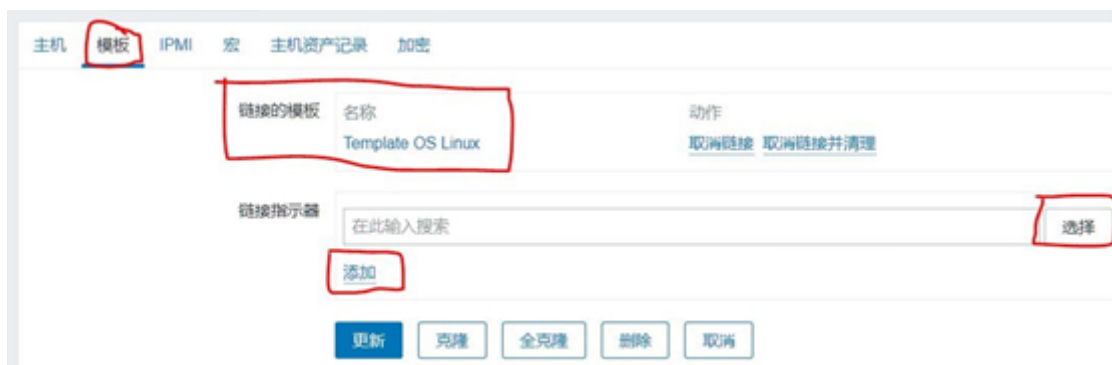 主机 模板 IPMI 宏 主机资产记录 加密
链接的模板 名称 动作
Template OS Linux 取消链接 取消链接并清理
链接指示器 在此输入搜索 选择
添加
更新 克隆 全克隆 删除 取消